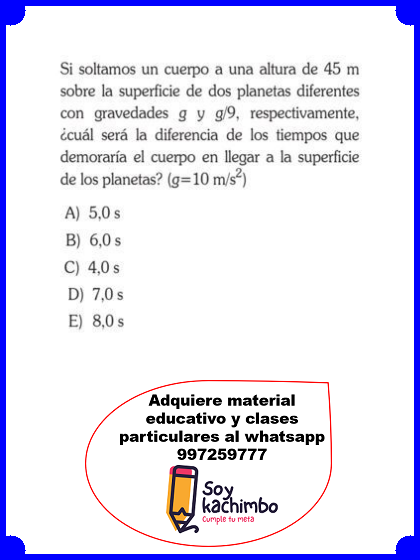 Si soltamos un cuerpo a una altura de 45 m
sobre la superficie de dos planetas diferentes
con gravedades g y g/9, respectivamente,
¿cuál será la diferencia de los tiempos que
demoraría el cuerpo en llegar a la superficie
de los planetas? (g=10 m/s²)
A) 5,0 s
B) 6,0 s
C) 4,0 s
D) 7,0 s
E) 8,0 s
Adquiere material
educativo y clases
particulares al whatsapp
997259777
Soy
kachimbo
Cumple tu meta